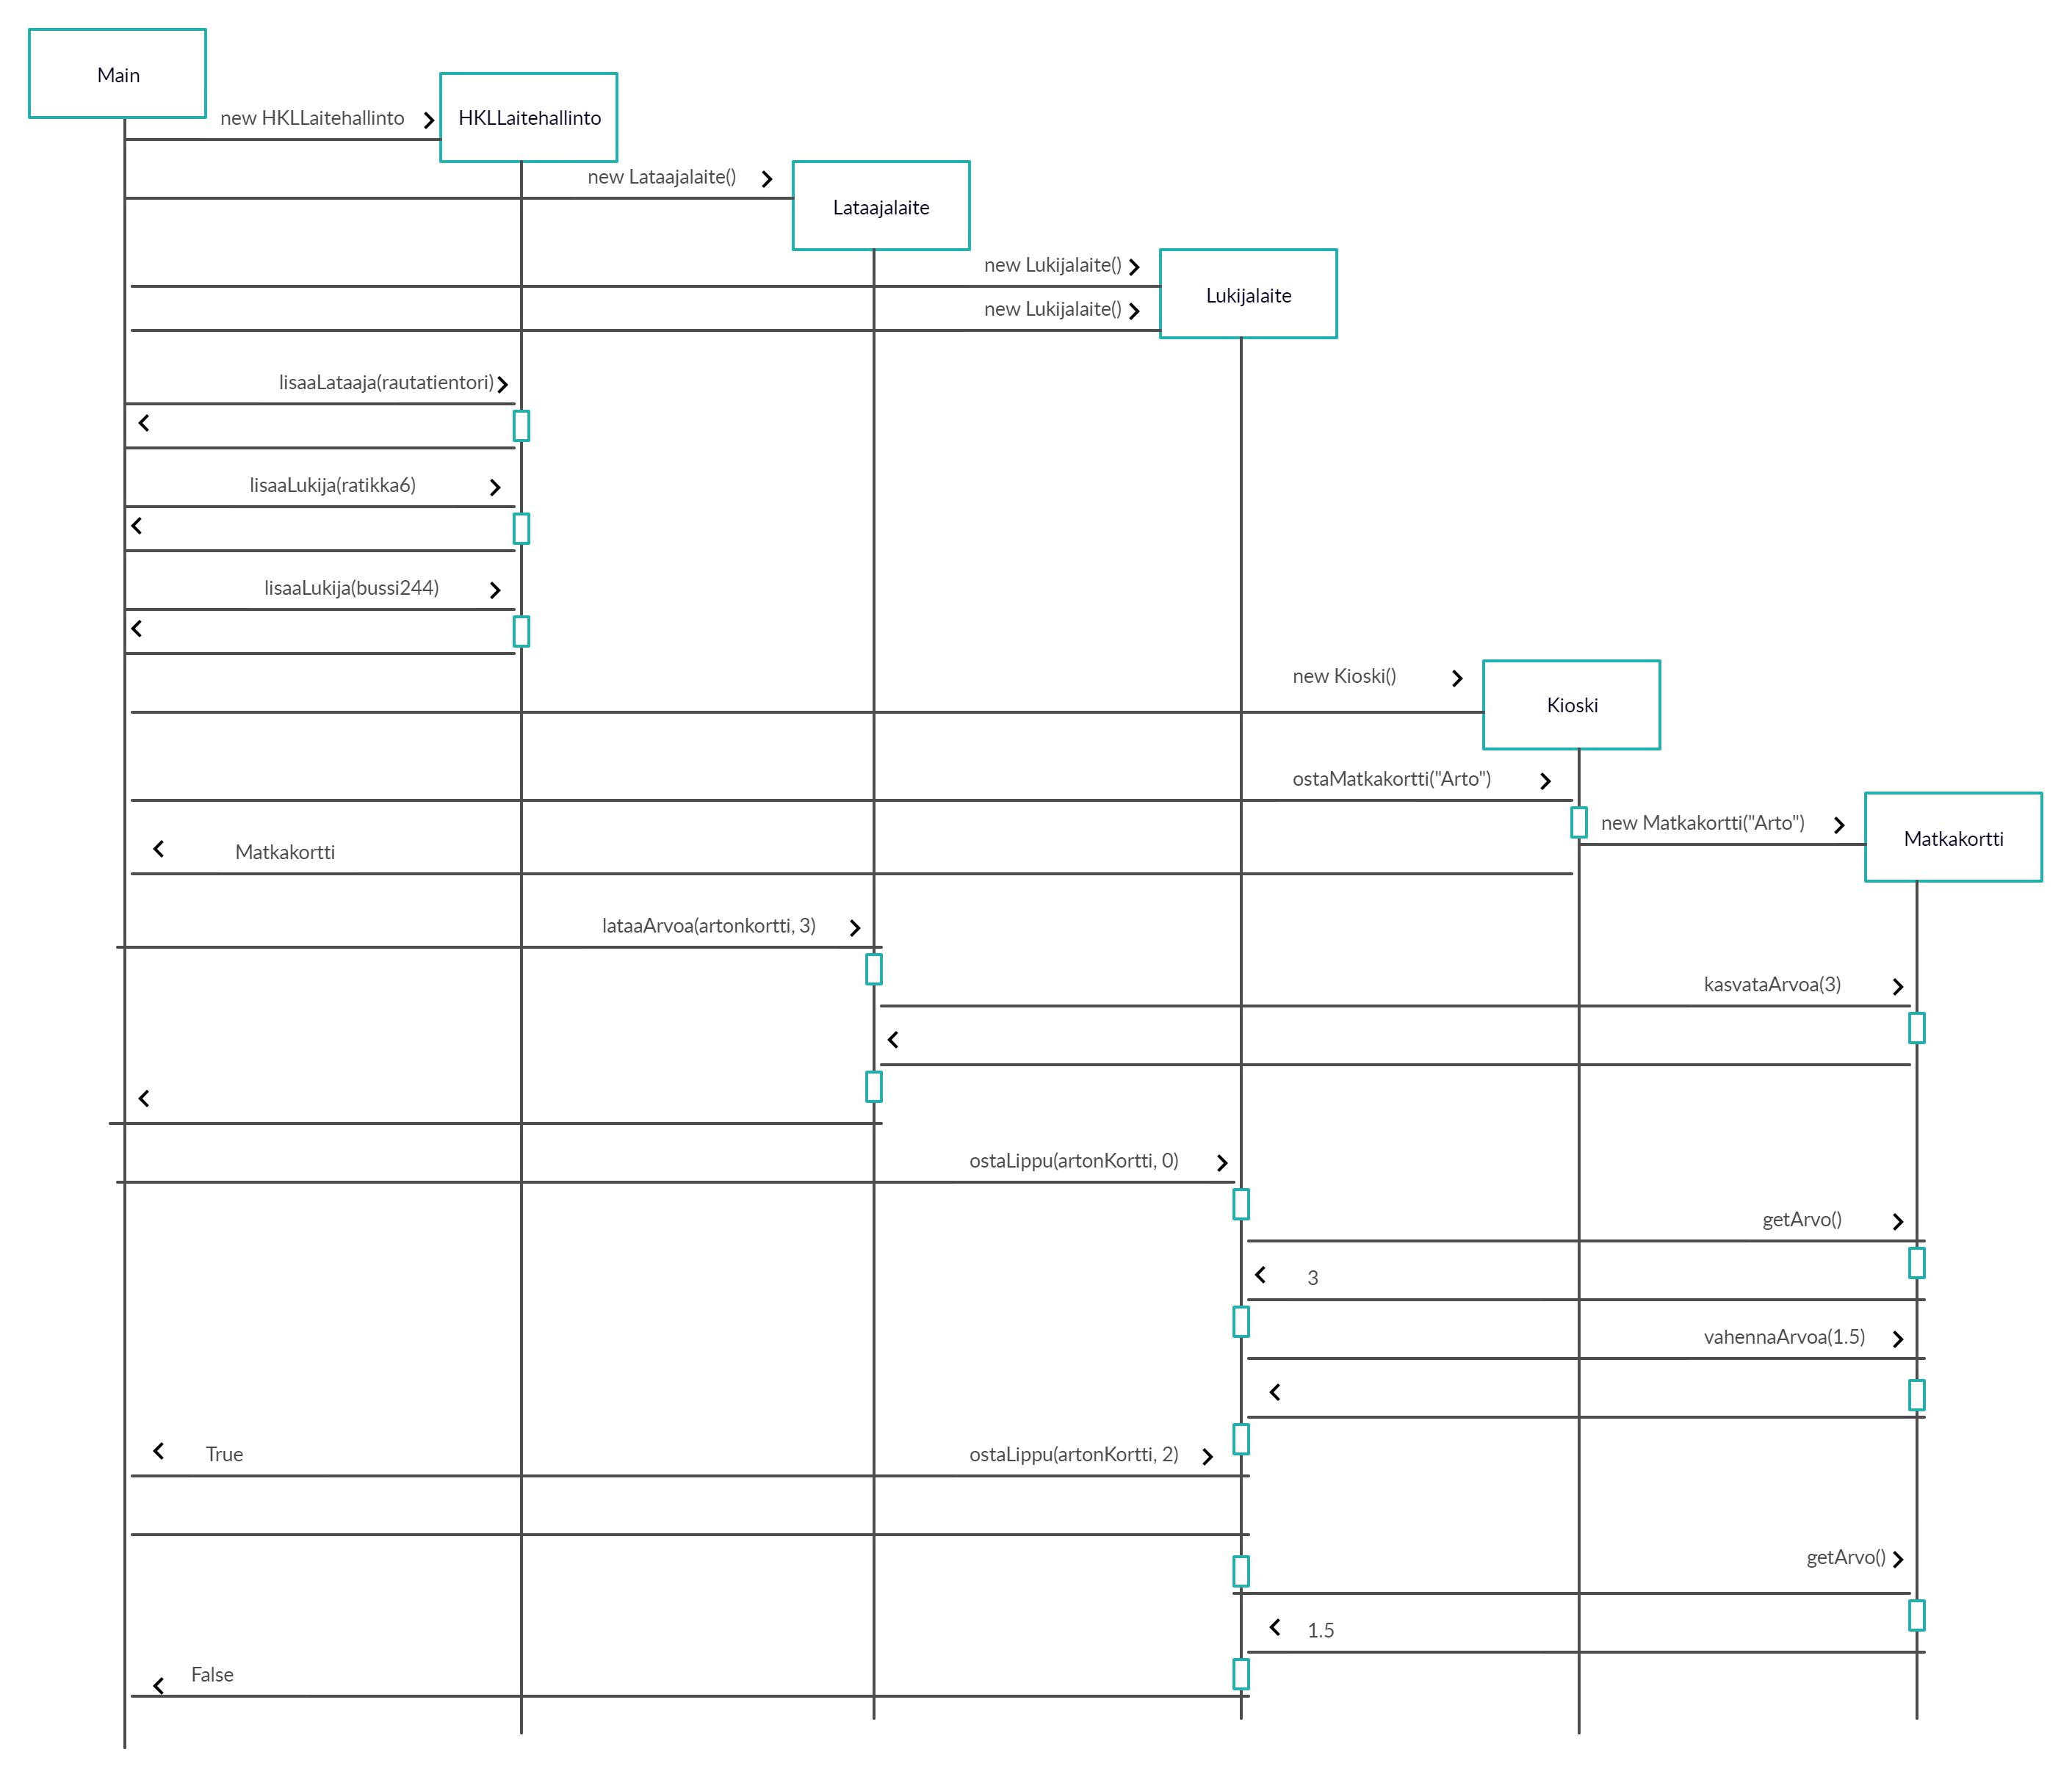 Main
new HKLLaitehallinto
HKLLaitehallinto
new Lataajalaite()
Lataajalaite
new Lukijalaite()
Lukijalaite
new Lukijalaite()
lisaaLataaja(rautatientori)
lisaaLukija(ratikka6)
lisaaLukija(bussi244)
new Kioski()
Kioski
ostaMatkakortti("Arto")
new Matkakortti("Arto")
Matkakortti
Matkakortti
lataaArvoa(artonkortti, 3)
kasvataArvoa(3)
ostaLippu(artonKortti, 0)
getArvo()
3
vahennaArvoa(1.5)
True
ostaLippu(artonKortti, 2)
getArvo()
1.5
False